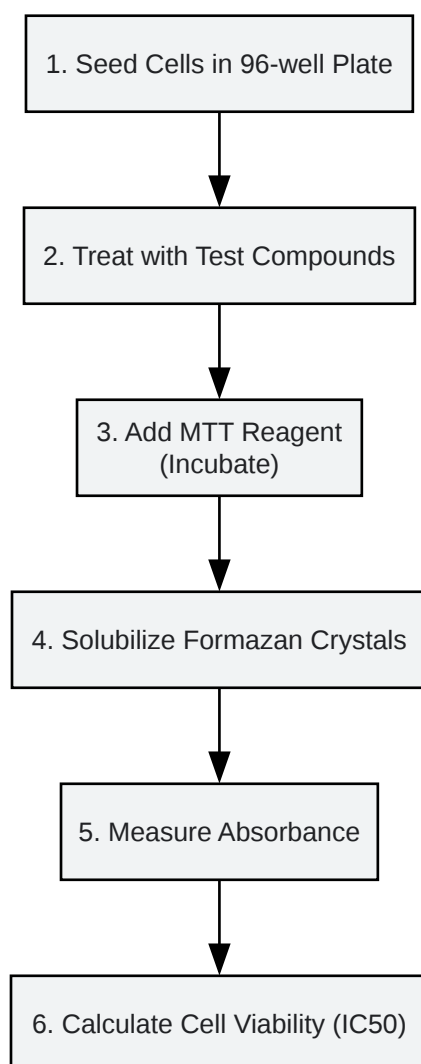 1. Seed Cells in 96-well Plate
2. Treat with Test Compounds
3. Add MTT Reagent
(Incubate)
4. Solubilize Formazan Crystals
5. Measure Absorbance
6. Calculate Cell Viability (IC50)